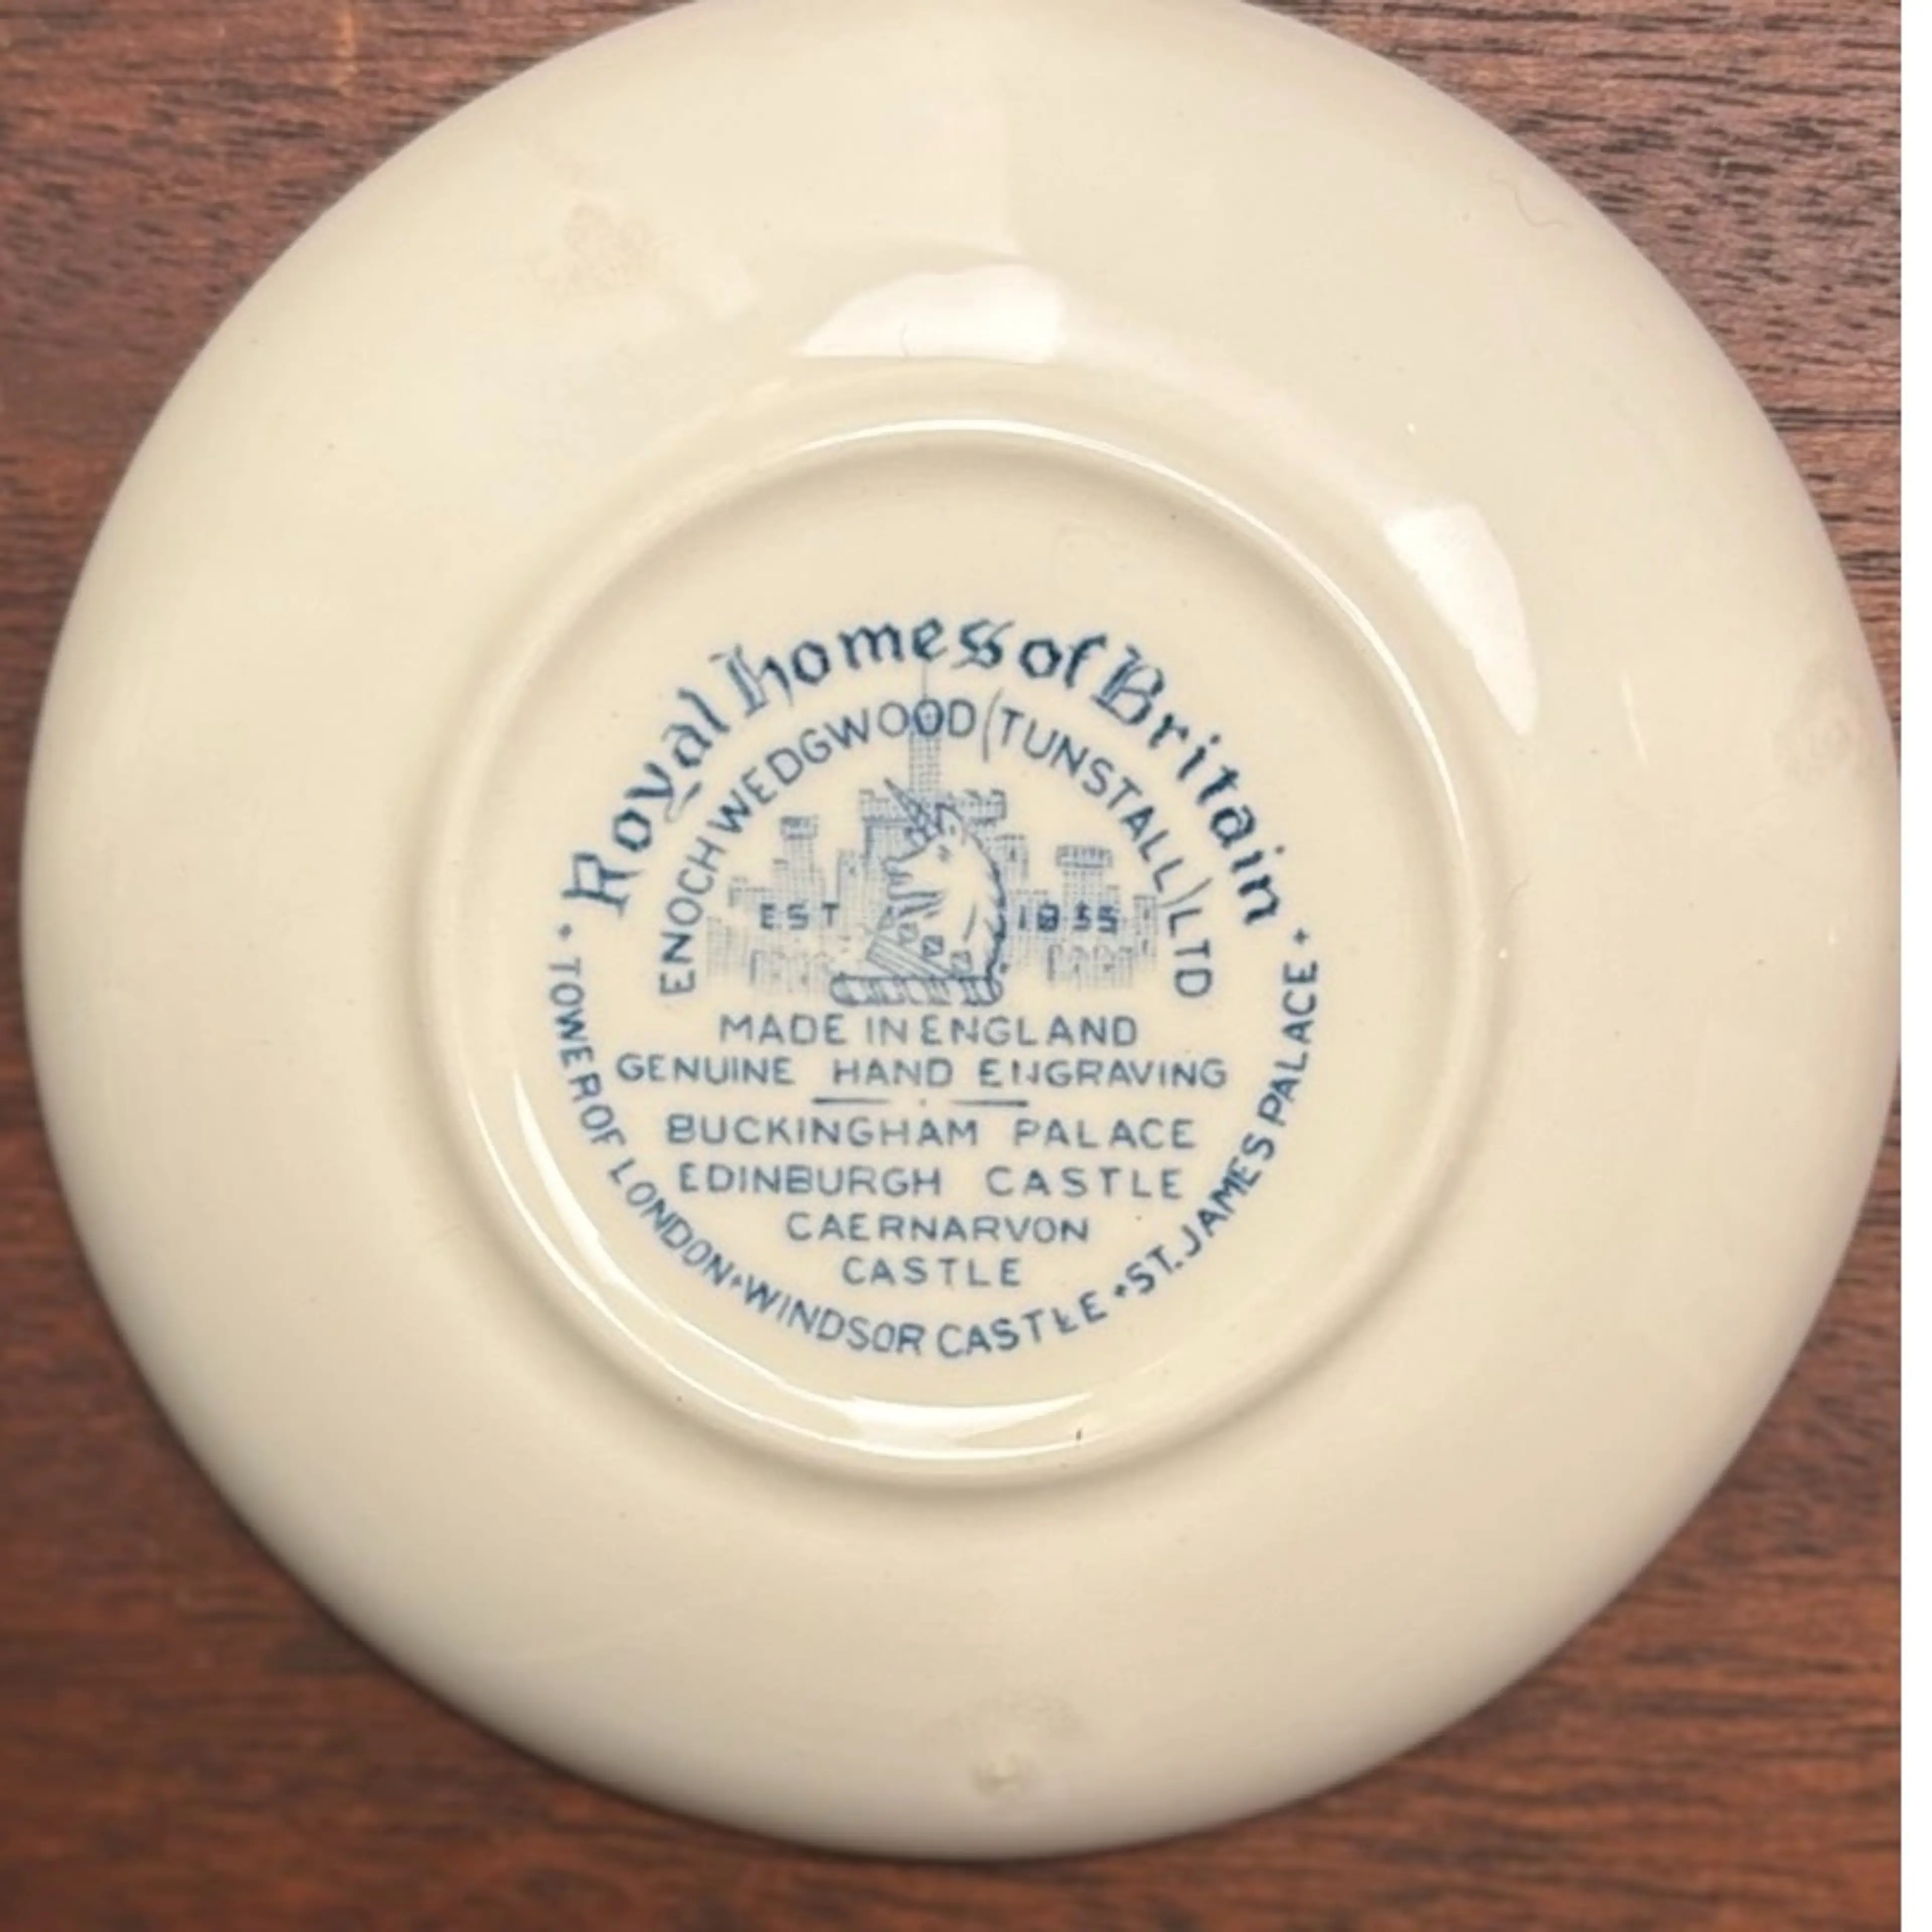 Royal homes of Britain
ENOCH WEDGWOOD (TUNSTALL) LTD
EST 1835
MADE IN ENGLAND
GENUINE HAND ENGRAVING
BUCKINGHAM PALACE
EDINBURGH CASTLE
CAERNARVON
CASTLE
TOWER OF LONDON • WINDSOR CASTLE • ST. JAMES PALACE